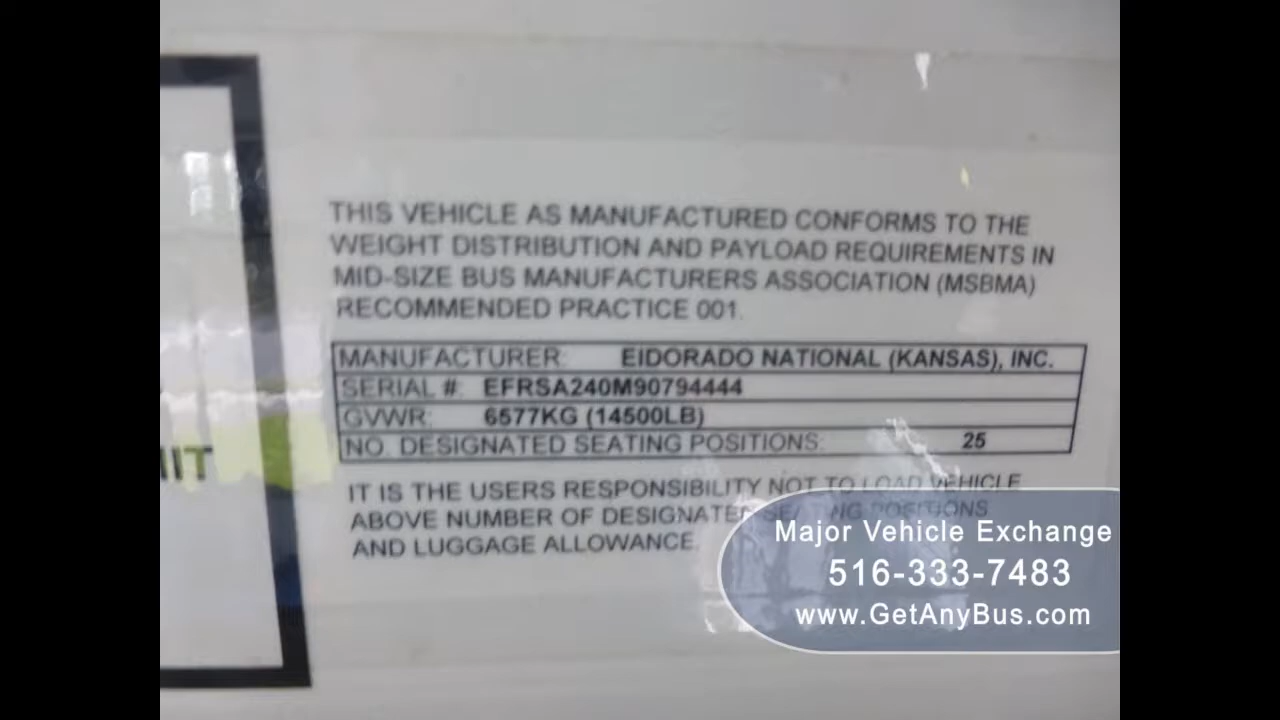 THIS VEHICLE AS MANUFACTURED CONFORMS TO THE
WEIGHT DISTRIBUTION AND PAYLOAD REQUIREMENTS IN
MID-SIZE BUS MANUFACTURERS ASSOCIATION (MSBMA)
RECOMMENDED PRACTICE 001.
MANUFACTURER: ElDORADO NATIONAL (KANSAS), INC.
SERIAL #: EFRSA240M90794444
GVWR: 6577KG (14500LB)
NO. DESIGNATED SEATING POSITIONS: 25
IT IS THE USERS RESPONSIBILITY NOT TO LOAD VEHICLE
ABOVE NUMBER OF DESIGNATED SEATING POSITIONS
AND LUGGAGE ALLOWANCE.
Major Vehicle Exchange
516-333-7483
www.GetAnyBus.com